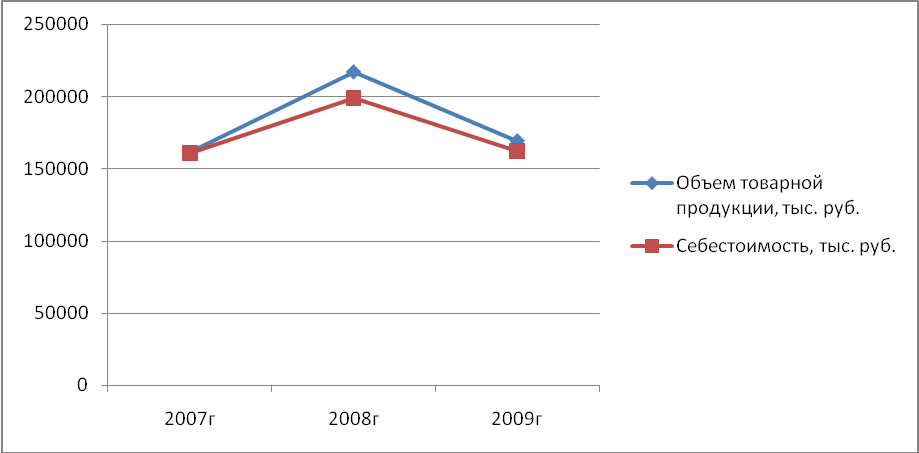 250000
200000
150000
100000
50000
0
2007г 2008г 2009г
Объем товарной
продукции, тыс. руб.
Себестоимость, тыс. руб.